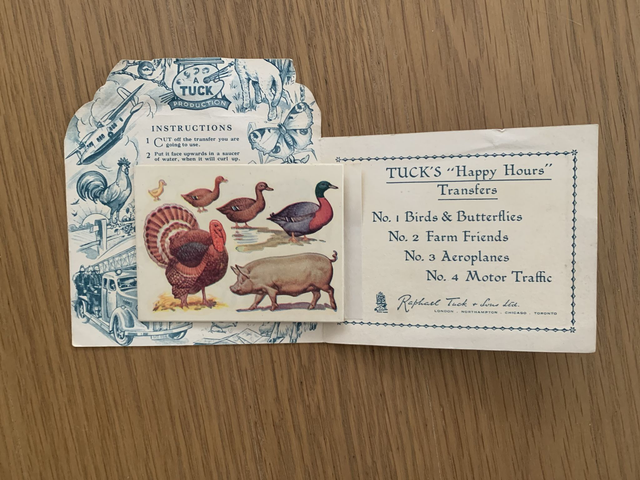 A
TUCK
PRODUCTION
INSTRUCTIONS
1 CUT off the transfer you are
going to use.
2 Put it face upwards in a saucer
of water, when it will curl up.
TUCK'S "Happy Hours"
Transfers
No. 1 Birds & Butterflies
No. 2 Farm Friends
No. 3 Aeroplanes
No. 4 Motor Traffic
Raphael Tuck & Sons Ltd.
LONDON · NORTHAMPTON · CHICAGO · TORONTO